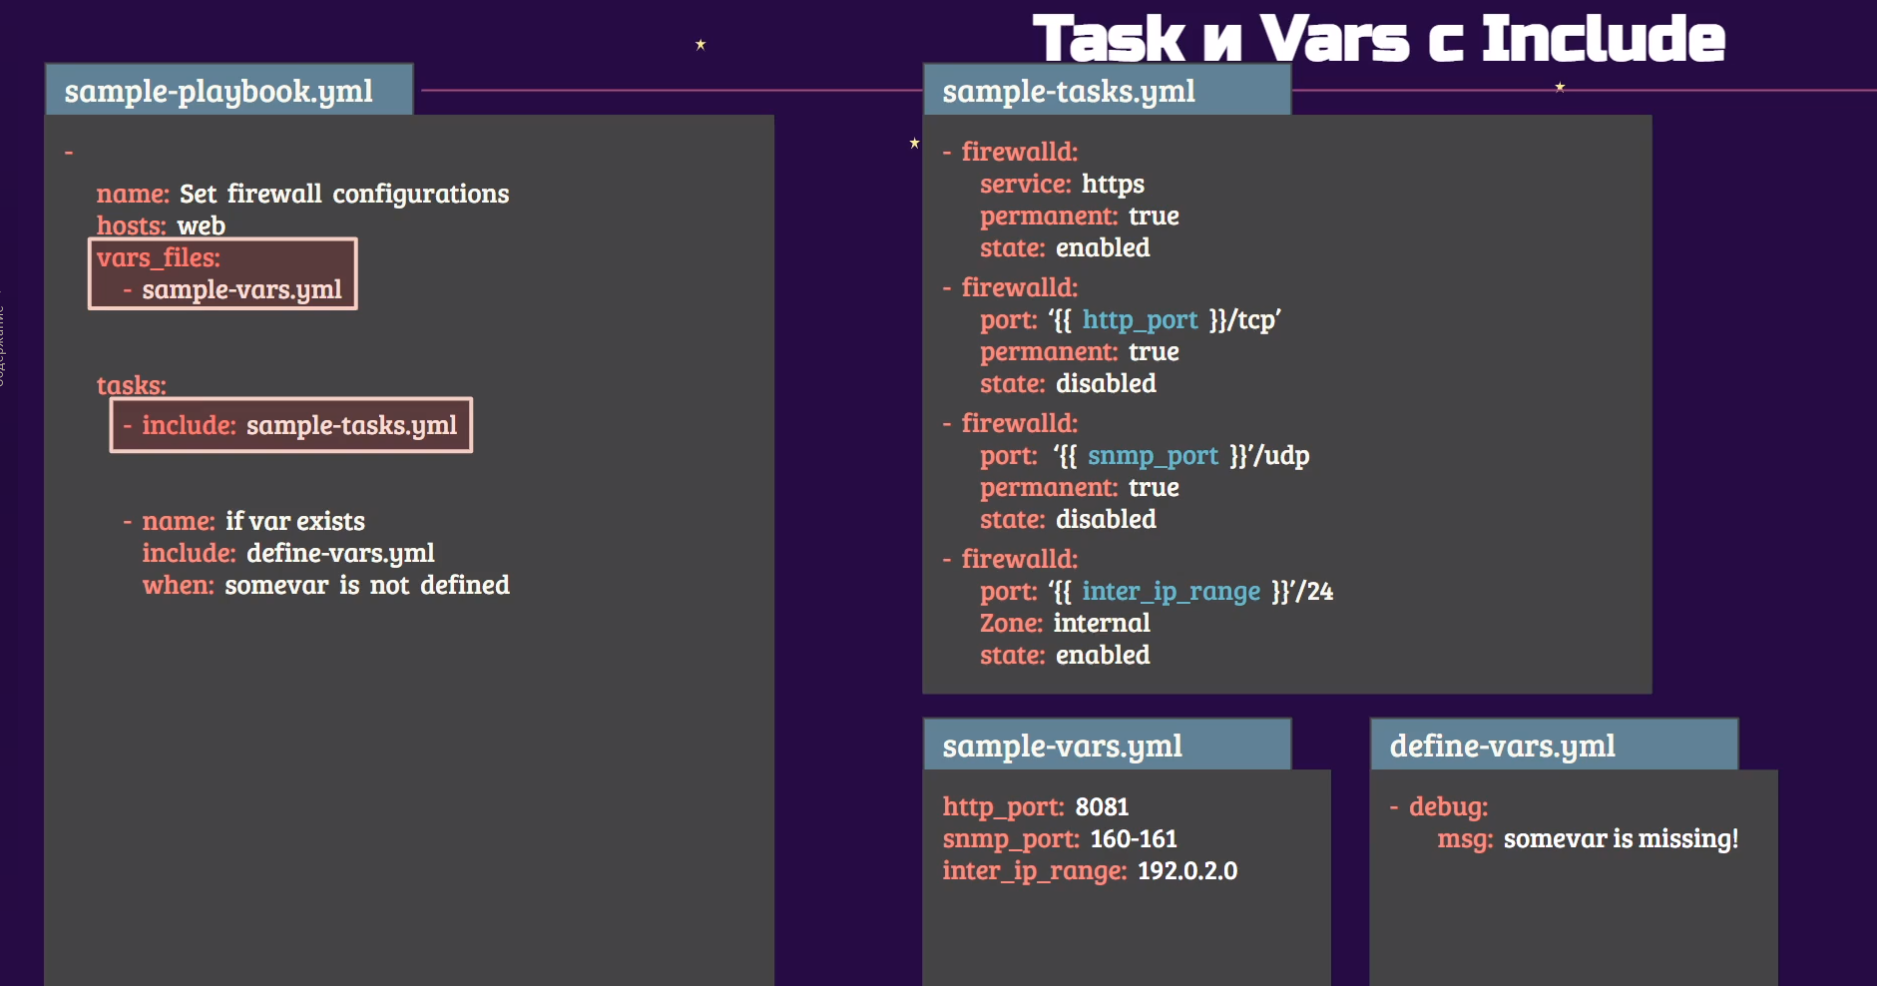 Task и Vars с Include
sample-playbook.yml
-
name: Set firewall configurations
hosts: web
vars_files:
- sample-vars.yml
tasks:
- include: sample-tasks.yml
- name: if var exists
include: define-vars.yml
when: somevar is not defined
sample-tasks.yml
- firewalld:
service: https
permanent: true
state: enabled
- firewalld:
port: ‘{{ http_port }}/tcp’
permanent: true
state: disabled
- firewalld:
port: ‘{{ snmp_port }}’/udp
permanent: true
state: disabled
- firewalld:
port: ‘{{ inter_ip_range }}’/24
Zone: internal
state: enabled
sample-vars.yml
http_port: 8081
snmp_port: 160-161
inter_ip_range: 192.0.2.0
define-vars.yml
- debug:
msg: somevar is missing!
Содержание